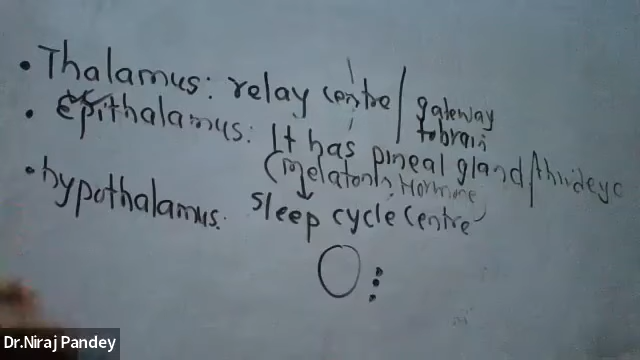 • Thalamus: relay centre / gateway
to brain
• Epithalamus: It has pineal gland / third eye
(melatonin Hormone
• hypothalamus: sleep cycle centre
Dr.Niraj Pandey